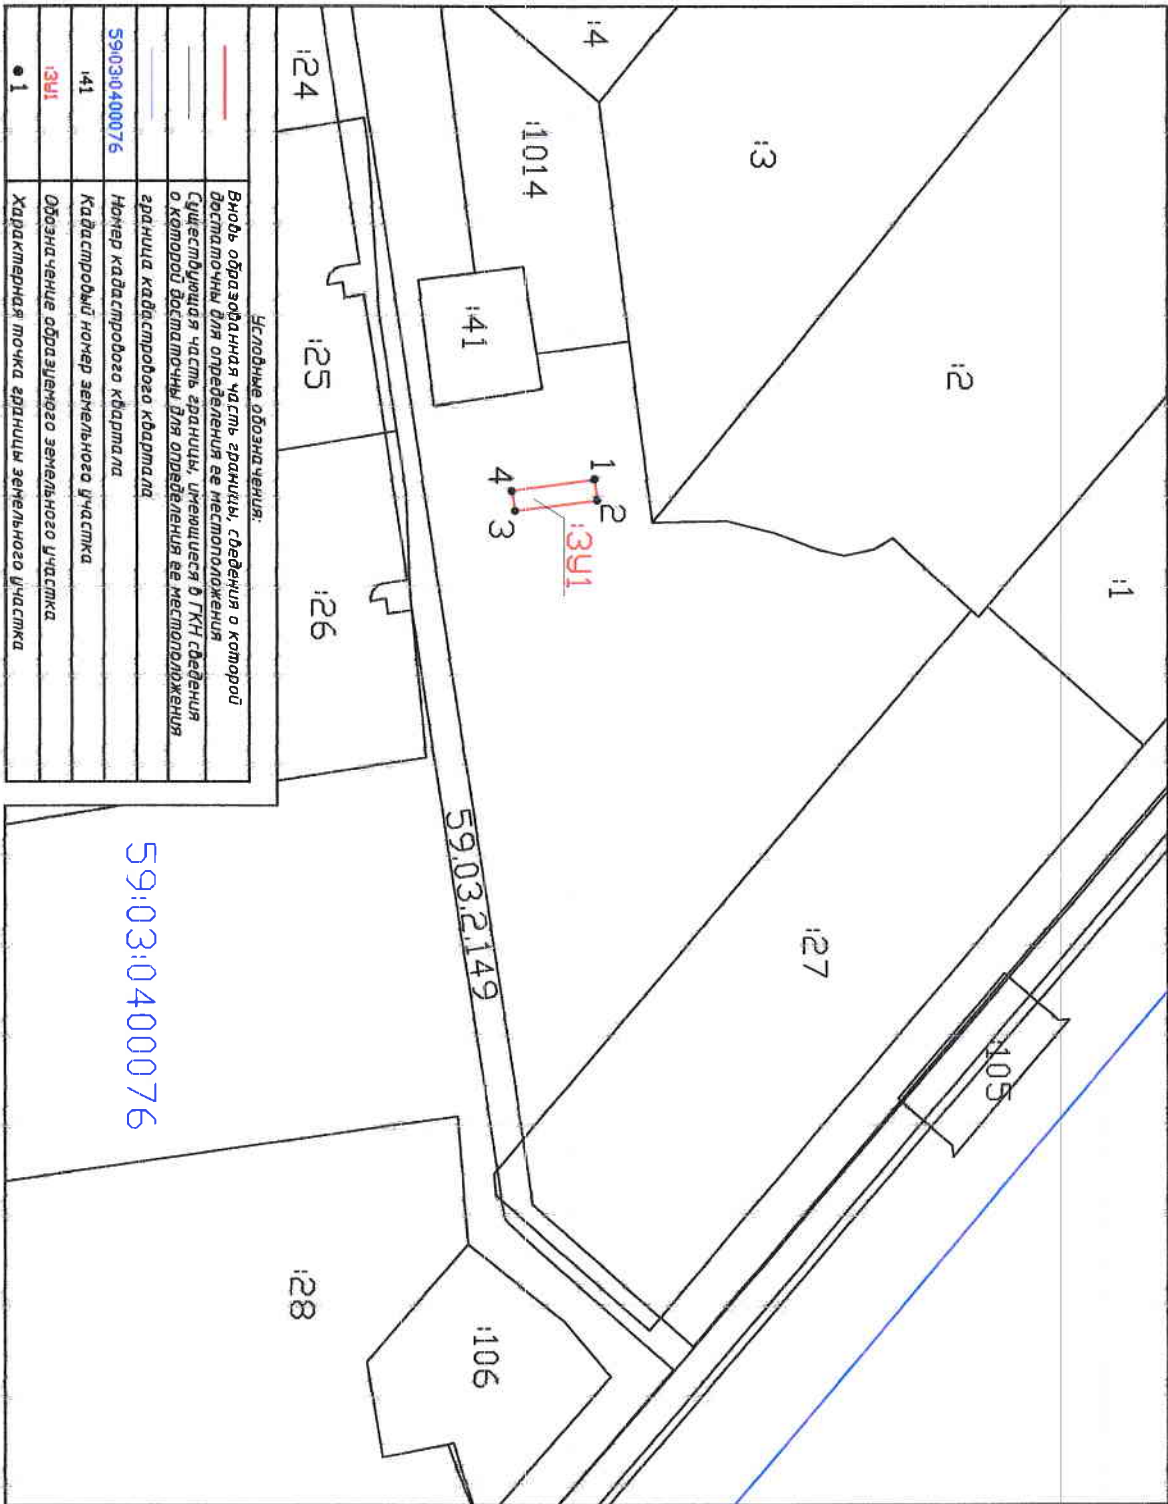 :4
:3
:2
:1
:1014
:41
1
2
3
4
:ЗУ1
:24
:25
:26
:27
:105
59.03.2.149
59:03:0400076
:28
:106
Условные обозначения:
Вновь образованная часть границы, сведения о которой
достаточны для определения ее местоположения
Существующая часть границы, имеющиеся в ГКН сведения
о которой достаточны для определения ее местоположения
граница кадастрового квартала
59:03:0400076 Номер кадастрового квартала
:41 Кадастровый номер земельного участка
:ЗУ1 Обозначение образуемого земельного участка
• 1 Характерная точка границы земельного участка